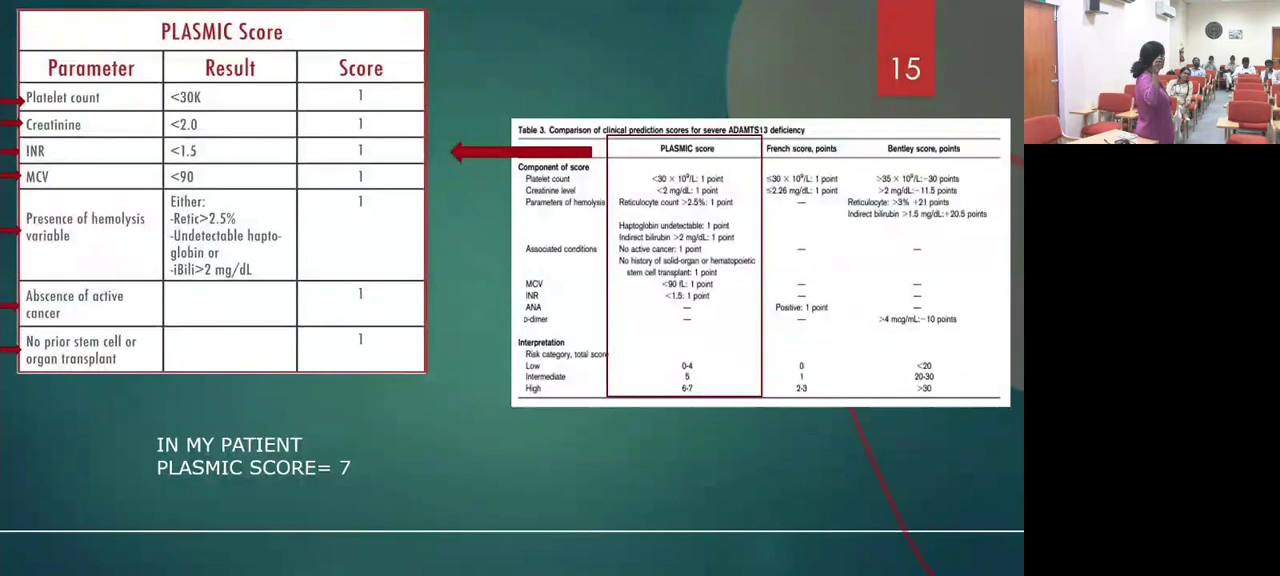 PLASMIC Score
Parameter Result Score
Platelet count <30K 1
Creatinine <2.0 1
INR <1.5 1
MCV <90 1
Presence of hemolysis variable Either: -Retic>2.5% -Undetectable hapto-globin or -iBili>2 mg/dL 1
Abscence of active cancer 1
No prior stem cell or organ transplant 1
IN MY PATIENT
PLASMIC SCORE= 7
15
Table 3. Comparison of clinical prediction scores for severe ADAMTS13 deficiency
PLASMIC score French score, points Bentley score, points
Component of score
Platelet count <30 × 10⁹/L: 1 point ≤30 × 10⁹/L: 1 point >35 × 10⁹/L:−30 points
Creatinine level <2 mg/dL: 1 point ≤2.26 mg/dL: 1 point >2 mg/dL:−11.5 points
Parameters of hemolysis Reticulocyte count >2.5%: 1 point — Reticulocyte: >3% +21 points
Indirect bilirubin >1.5 mg/dL:+20.5 points
Haptoglobin undetectable: 1 point
Indirect bilirubin >2 mg/dL: 1 point
Associated conditions No active cancer: 1 point — —
No history of solid-organ or hematopoietic
stem cell transplant: 1 point
MCV <90 fL: 1 point — —
INR <1.5: 1 point — —
ANA — Positive: 1 point —
D-dimer — — >4 mcg/mL:−10 points
Interpretation
Risk category, total score
Low 0-4 0 <20
Intermediate 5 1 20-30
High 6-7 2-3 >30